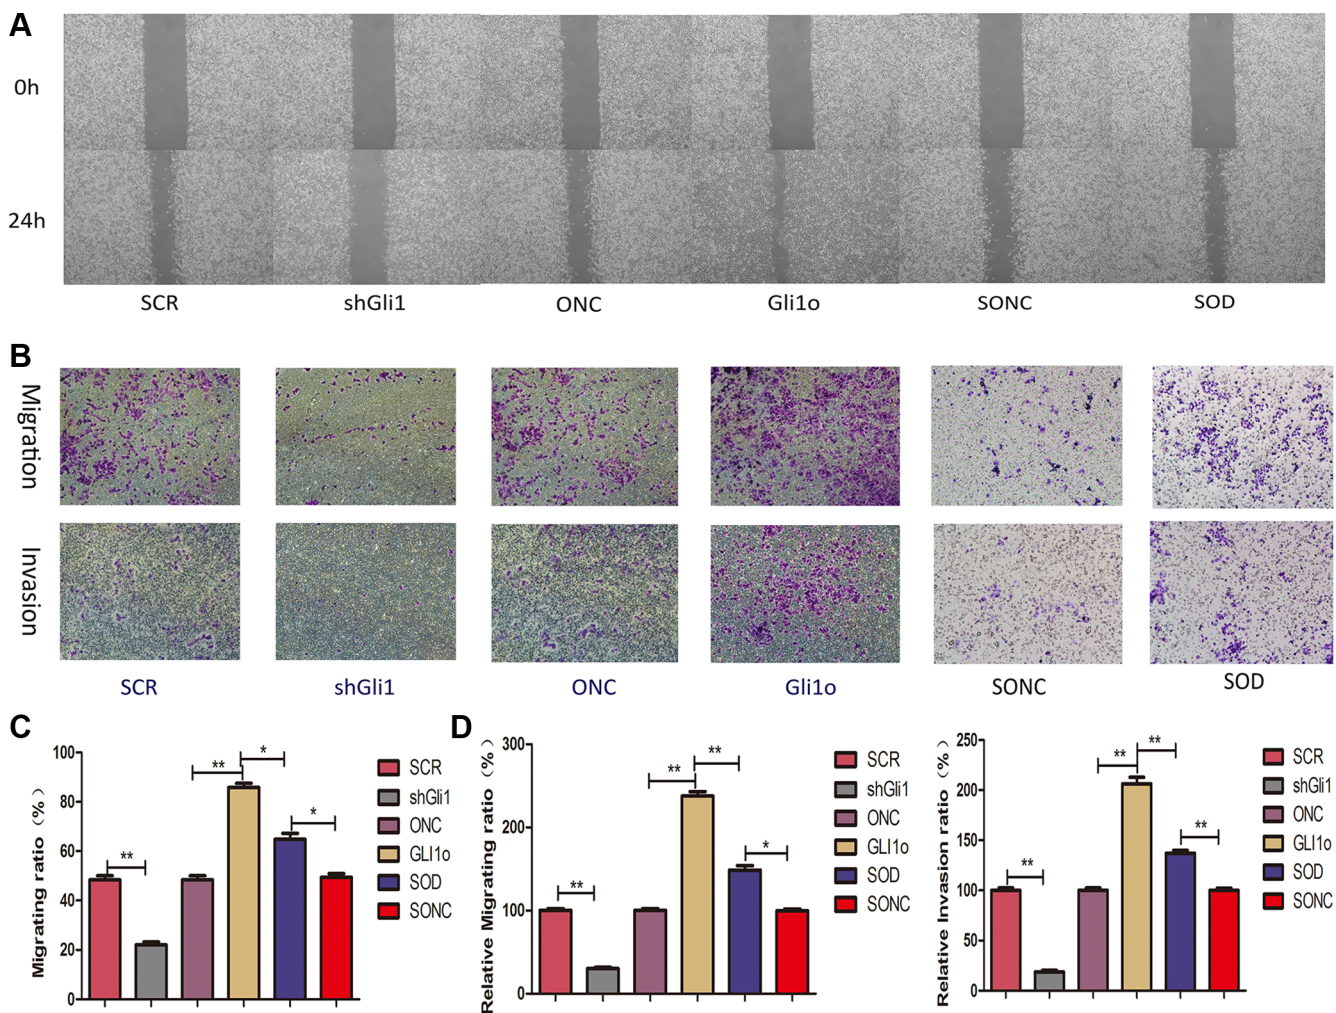 A
0h
24h
SCR shGli1 ONC Gli1o SONC SOD
B
Migration
Invasion
SCR shGli1 ONC Gli1o SONC SOD
C
Migrating ratio (%)
100
80
60
40
20
0
** ** * *
SCR
shGli1
ONC
GLI1o
SOD
SONC
D
Relative Migrating ratio (%)
300
200
100
0
** ** ** *
SCR
shGli1
ONC
GLI1o
SOD
SONC
Relative Invasion ratio (%)
250
200
150
100
50
0
** ** ** **
SCR
shGli1
ONC
GLI1o
SOD
SONC